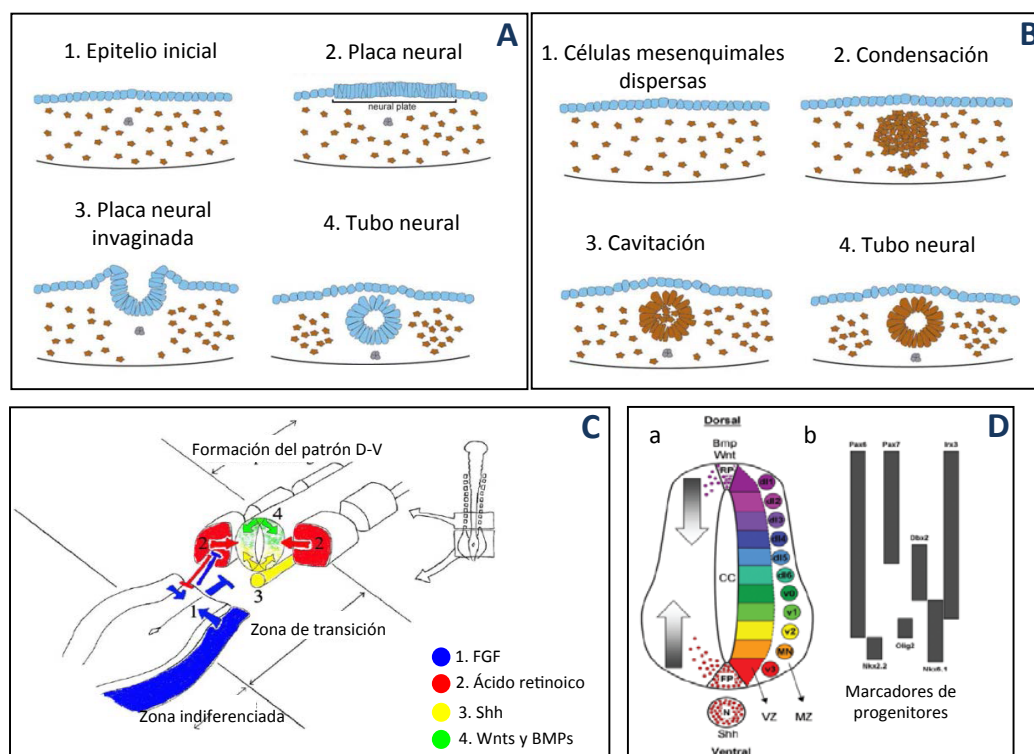 A
1. Epitelio inicial
2. Placa neural
neural plate
3. Placa neural
invaginada
4. Tubo neural
B
1. Células mesenquimales
dispersas
2. Condensación
3. Cavitación
4. Tubo neural
C
Formación del patrón D-V
4
2
2
3
1
Zona de transición
Zona indiferenciada
1. FGF
2. Ácido retinoico
3. Shh
4. Wnts y BMPs
D
a
Dorsal
Bmp
Wnt
RP
dI1
dI2
dI3
dI4
dI5
dI6
v0
v1
v2
MN
v3
CC
FP
N
Shh
Ventral
VZ
MZ
b
Pax6
Pax7
Irx3
Dbx2
Olig2
Nkx2.2
Nkx6.1
Marcadores de
progenitores